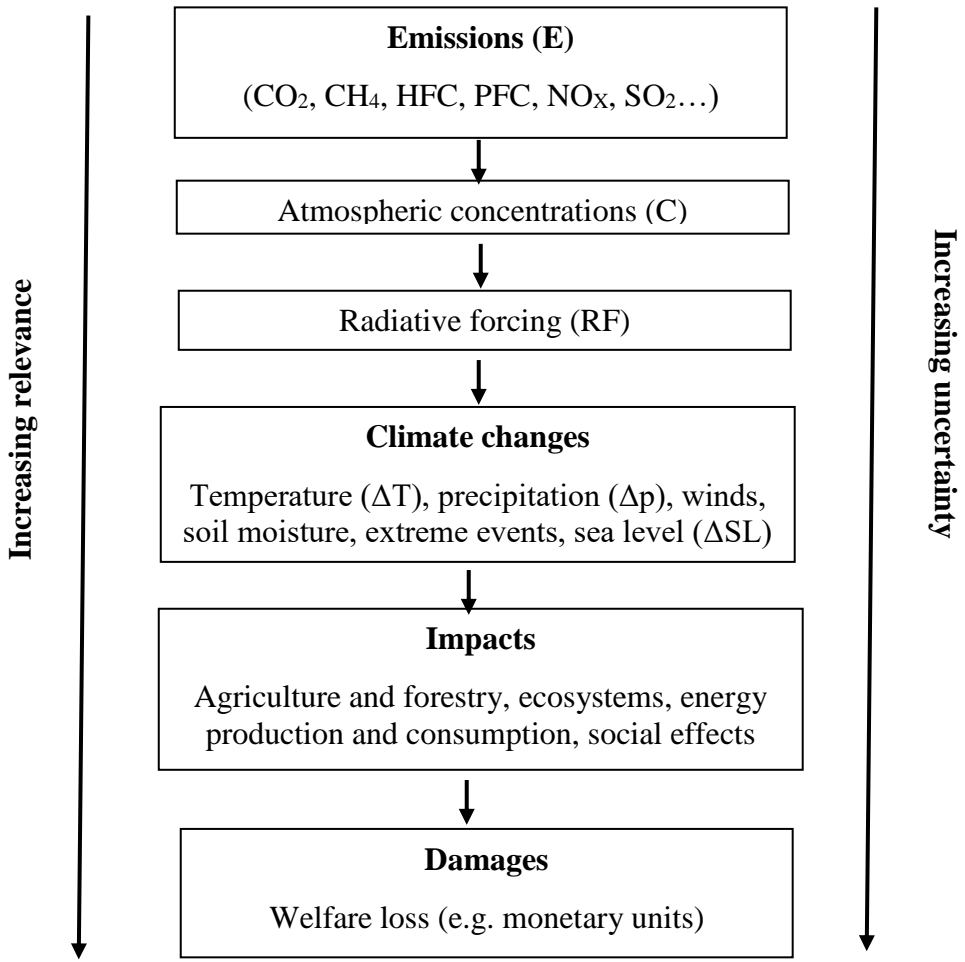 Emissions (E)
(CO₂, CH₄, HFC, PFC, NOₓ, SO₂…)
Atmospheric concentrations (C)
Radiative forcing (RF)
Climate changes
Temperature (ΔT), precipitation (Δp), winds,
soil moisture, extreme events, sea level (ΔSL)
Impacts
Agriculture and forestry, ecosystems, energy
production and consumption, social effects
Damages
Welfare loss (e.g. monetary units)
Increasing relevance
Increasing uncertainty